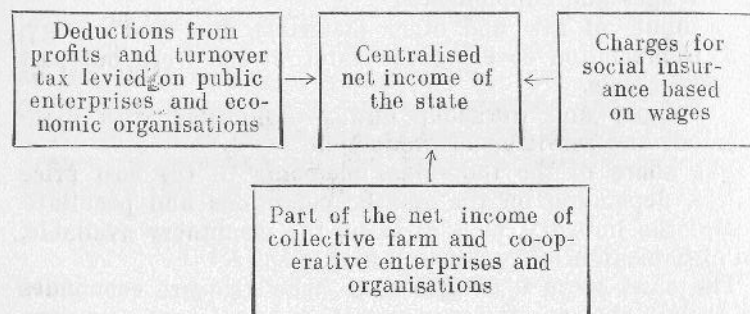 Deductions from
profits and turnover
tax levied on public
enterprises and eco-
nomic organisations
Centralised
net income of
the state
Charges for
social insur-
ance based
on wages
Part of the net income of
collective farm and co-op-
erative enterprises and
organisations